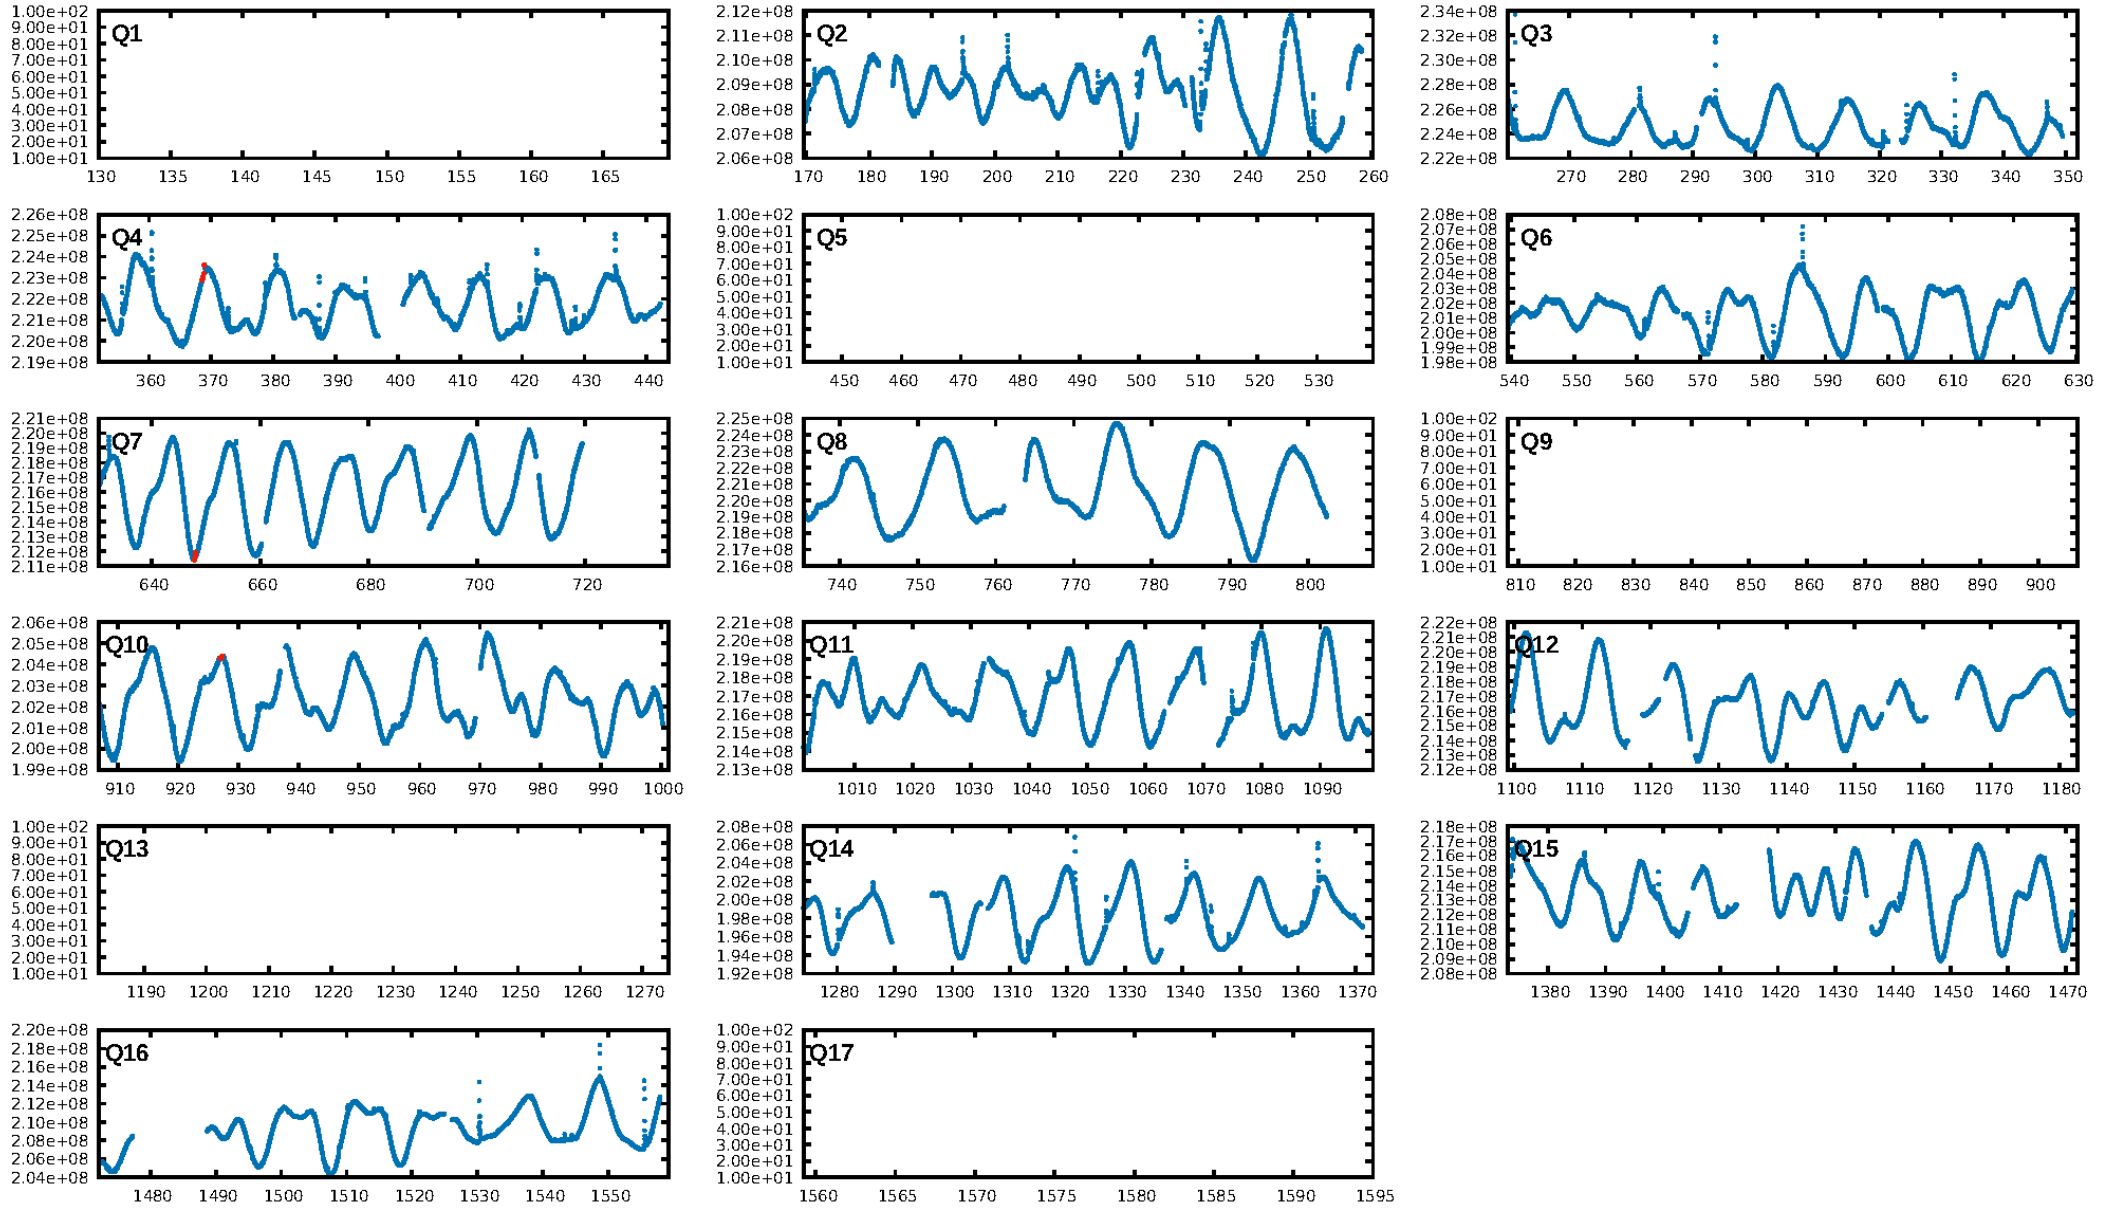 1.00e+02
9.00e+01
8.00e+01
7.00e+01
6.00e+01
5.00e+01
4.00e+01
3.00e+01
2.00e+01
1.00e+01
Q1
130 135 140 145 150 155 160 165
2.12e+08
2.11e+08
2.10e+08
2.09e+08
2.08e+08
2.07e+08
2.06e+08
Q2
170 180 190 200 210 220 230 240 250 260
2.34e+08
2.32e+08
2.30e+08
2.28e+08
2.26e+08
2.24e+08
2.22e+08
Q3
270 280 290 300 310 320 330 340 350
2.26e+08
2.25e+08
2.24e+08
2.23e+08
2.22e+08
2.21e+08
2.20e+08
2.19e+08
Q4
360 370 380 390 400 410 420 430 440
1.00e+02
9.00e+01
8.00e+01
7.00e+01
6.00e+01
5.00e+01
4.00e+01
3.00e+01
2.00e+01
1.00e+01
Q5
450 460 470 480 490 500 510 520 530
2.08e+08
2.07e+08
2.06e+08
2.05e+08
2.04e+08
2.03e+08
2.02e+08
2.01e+08
2.00e+08
1.99e+08
1.98e+08
Q6
540 550 560 570 580 590 600 610 620 630
2.21e+08
2.20e+08
2.19e+08
2.18e+08
2.17e+08
2.16e+08
2.15e+08
2.14e+08
2.13e+08
2.12e+08
2.11e+08
Q7
640 660 680 700 720
2.25e+08
2.24e+08
2.23e+08
2.22e+08
2.21e+08
2.20e+08
2.19e+08
2.18e+08
2.17e+08
2.16e+08
Q8
740 750 760 770 780 790 800
1.00e+02
9.00e+01
8.00e+01
7.00e+01
6.00e+01
5.00e+01
4.00e+01
3.00e+01
2.00e+01
1.00e+01
Q9
810 820 830 840 850 860 870 880 890 900
2.06e+08
2.05e+08
2.04e+08
2.03e+08
2.02e+08
2.01e+08
2.00e+08
1.99e+08
Q10
910 920 930 940 950 960 970 980 990 1000
2.21e+08
2.20e+08
2.19e+08
2.18e+08
2.17e+08
2.16e+08
2.15e+08
2.14e+08
2.13e+08
Q11
1010 1020 1030 1040 1050 1060 1070 1080 1090
2.22e+08
2.21e+08
2.20e+08
2.19e+08
2.18e+08
2.17e+08
2.16e+08
2.15e+08
2.14e+08
2.13e+08
2.12e+08
Q12
1100 1110 1120 1130 1140 1150 1160 1170 1180
1.00e+02
9.00e+01
8.00e+01
7.00e+01
6.00e+01
5.00e+01
4.00e+01
3.00e+01
2.00e+01
1.00e+01
Q13
1190 1200 1210 1220 1230 1240 1250 1260 1270
2.08e+08
2.06e+08
2.04e+08
2.02e+08
2.00e+08
1.98e+08
1.96e+08
1.94e+08
1.92e+08
Q14
1280 1290 1300 1310 1320 1330 1340 1350 1360 1370
2.18e+08
2.17e+08
2.16e+08
2.15e+08
2.14e+08
2.13e+08
2.12e+08
2.11e+08
2.10e+08
2.09e+08
2.08e+08
Q15
1380 1390 1400 1410 1420 1430 1440 1450 1460 1470
2.20e+08
2.18e+08
2.16e+08
2.14e+08
2.12e+08
2.10e+08
2.08e+08
2.06e+08
2.04e+08
Q16
1480 1490 1500 1510 1520 1530 1540 1550
1.00e+02
9.00e+01
8.00e+01
7.00e+01
6.00e+01
5.00e+01
4.00e+01
3.00e+01
2.00e+01
1.00e+01
Q17
1560 1565 1570 1575 1580 1585 1590 1595